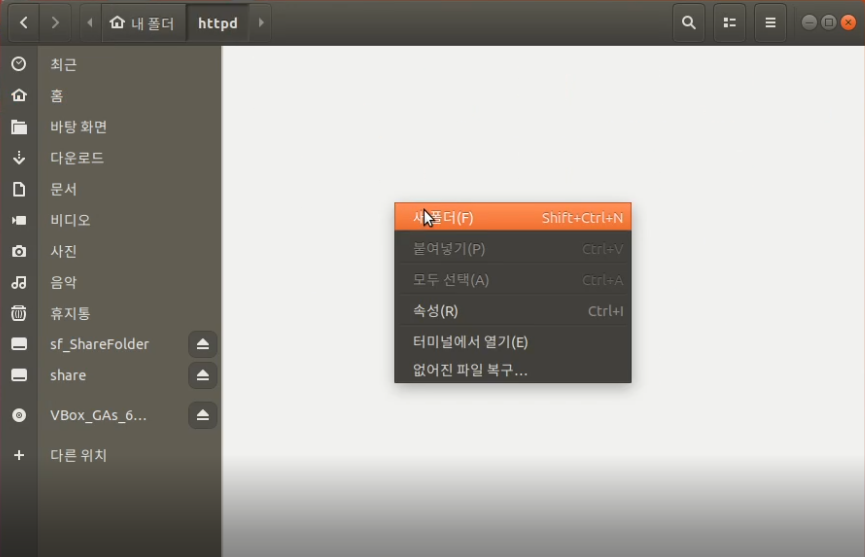 내 폴더 httpd
최근
홈
바탕 화면
다운로드
문서
비디오
사진
음악
휴지통
sf_ShareFolder
share
VBox_GAs_6...
다른 위치
새 폴더(F) Shift+Ctrl+N
붙여넣기(P) Ctrl+V
모두 선택(A) Ctrl+A
속성(R) Ctrl+I
터미널에서 열기(E)
없어진 파일 복구...